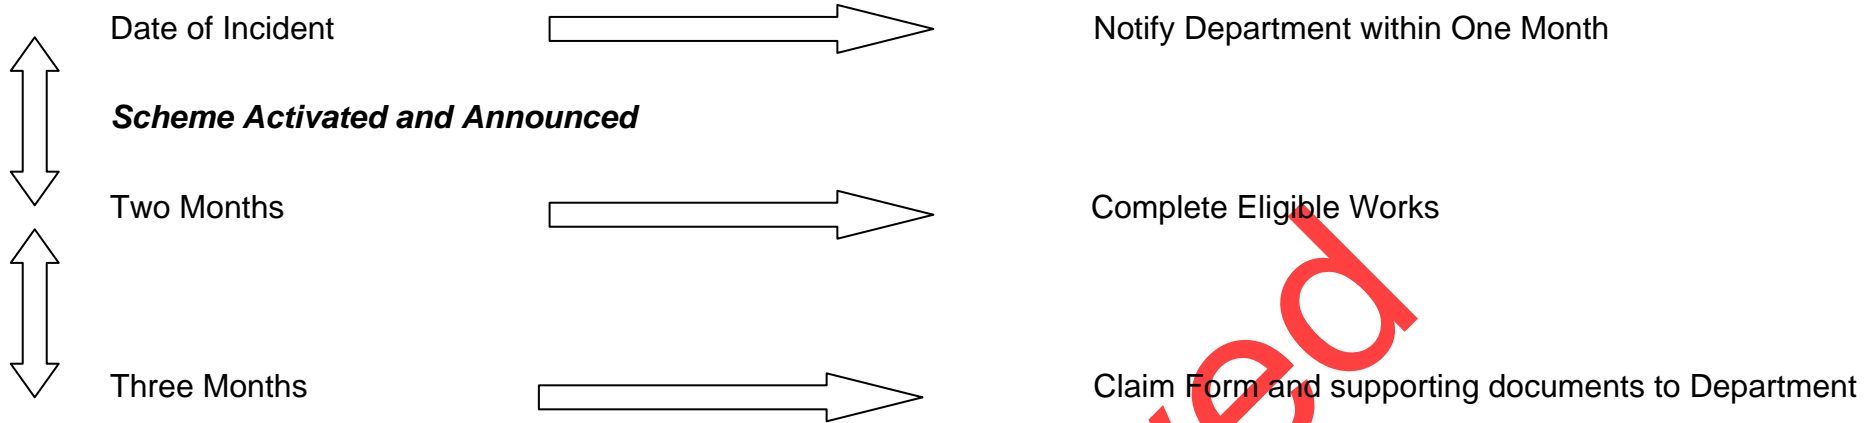 Date of Incident Notify Department within One Month
Scheme Activated and Announced
Two Months Complete Eligible Works
Three Months Claim Form and supporting documents to Department